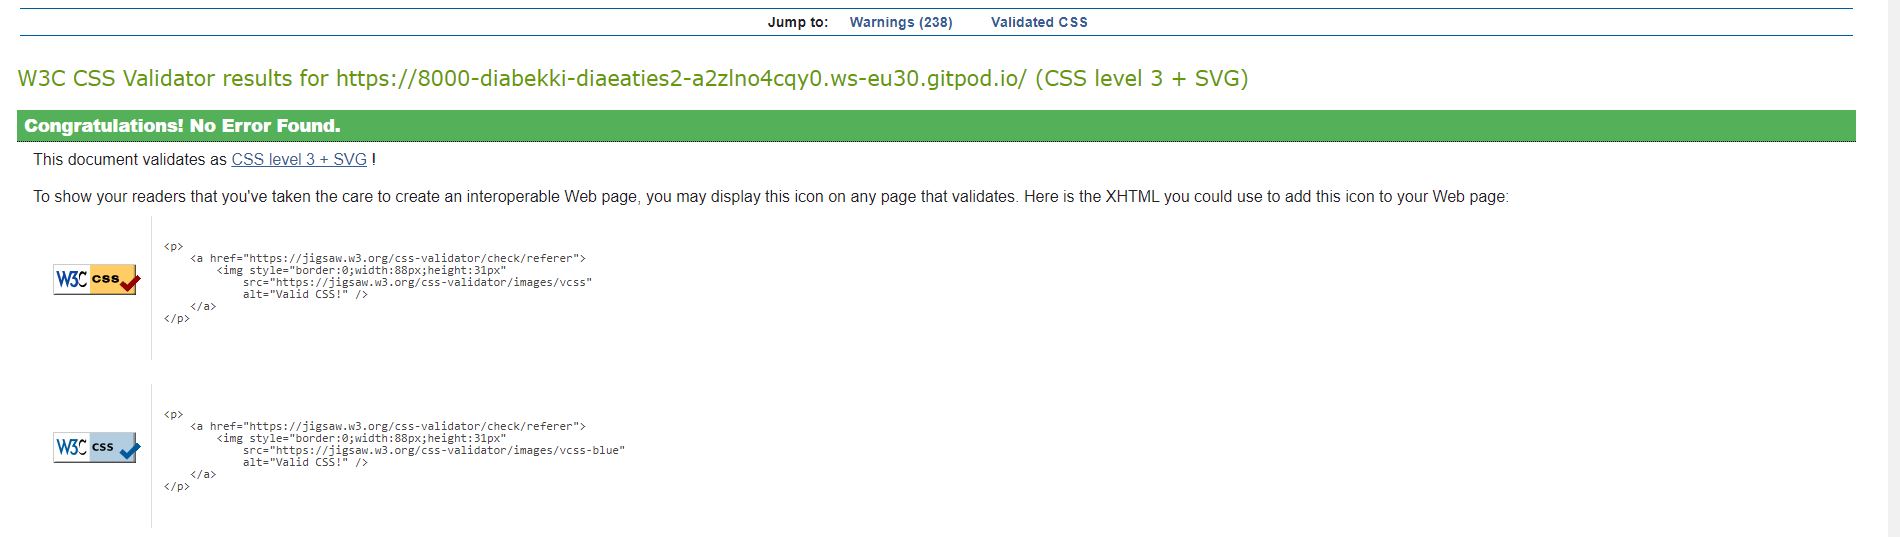 Jump to: Warnings (238) Validated CSS
W3C CSS Validator results for https://8000-diabekki-diaeaties2-a2zlno4cqy0.ws-eu30.gitpod.io/ (CSS level 3 + SVG)
Congratulations! No Error Found.
This document validates as CSS level 3 + SVG !
To show your readers that you've taken the care to create an interoperable Web page, you may display this icon on any page that validates. Here is the XHTML you could use to add this icon to your Web page:
W3C css
<p>
<a href="https://jigsaw.w3.org/css-validator/check/referer">
<img style="border:0;width:88px;height:31px"
src="https://jigsaw.w3.org/css-validator/images/vcss"
alt="Valid CSS!" />
</a>
</p>
W3C css
<p>
<a href="https://jigsaw.w3.org/css-validator/check/referer">
<img style="border:0;width:88px;height:31px"
src="https://jigsaw.w3.org/css-validator/images/vcss-blue"
alt="Valid CSS!" />
</a>
</p>